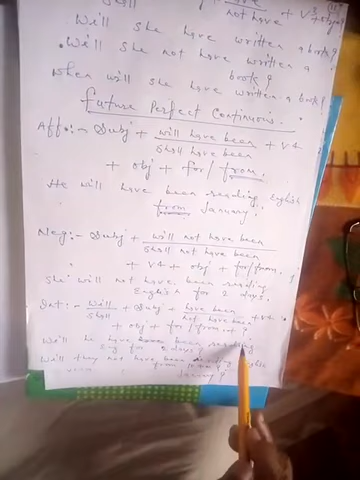 shall not have + V3 +
Will she have written a book?
Will she not have written a
book?
When will she have written a book?
Future Perfect Continuous.
Affo:- Subj + will have been + V4
shall have been
+ obj + for/from.
He will have been reading English
from January.
Neg:- Subj + will not have been
shall not have been
+ V4 + obj + for/from.
She will not have been reading
English for 2 days.
Int:- will + Subj + have been + V4
shall not have been
+ obj + for/from + ?
Will he have been reading
Eng for 2 days?
Will they not have been
from
January?